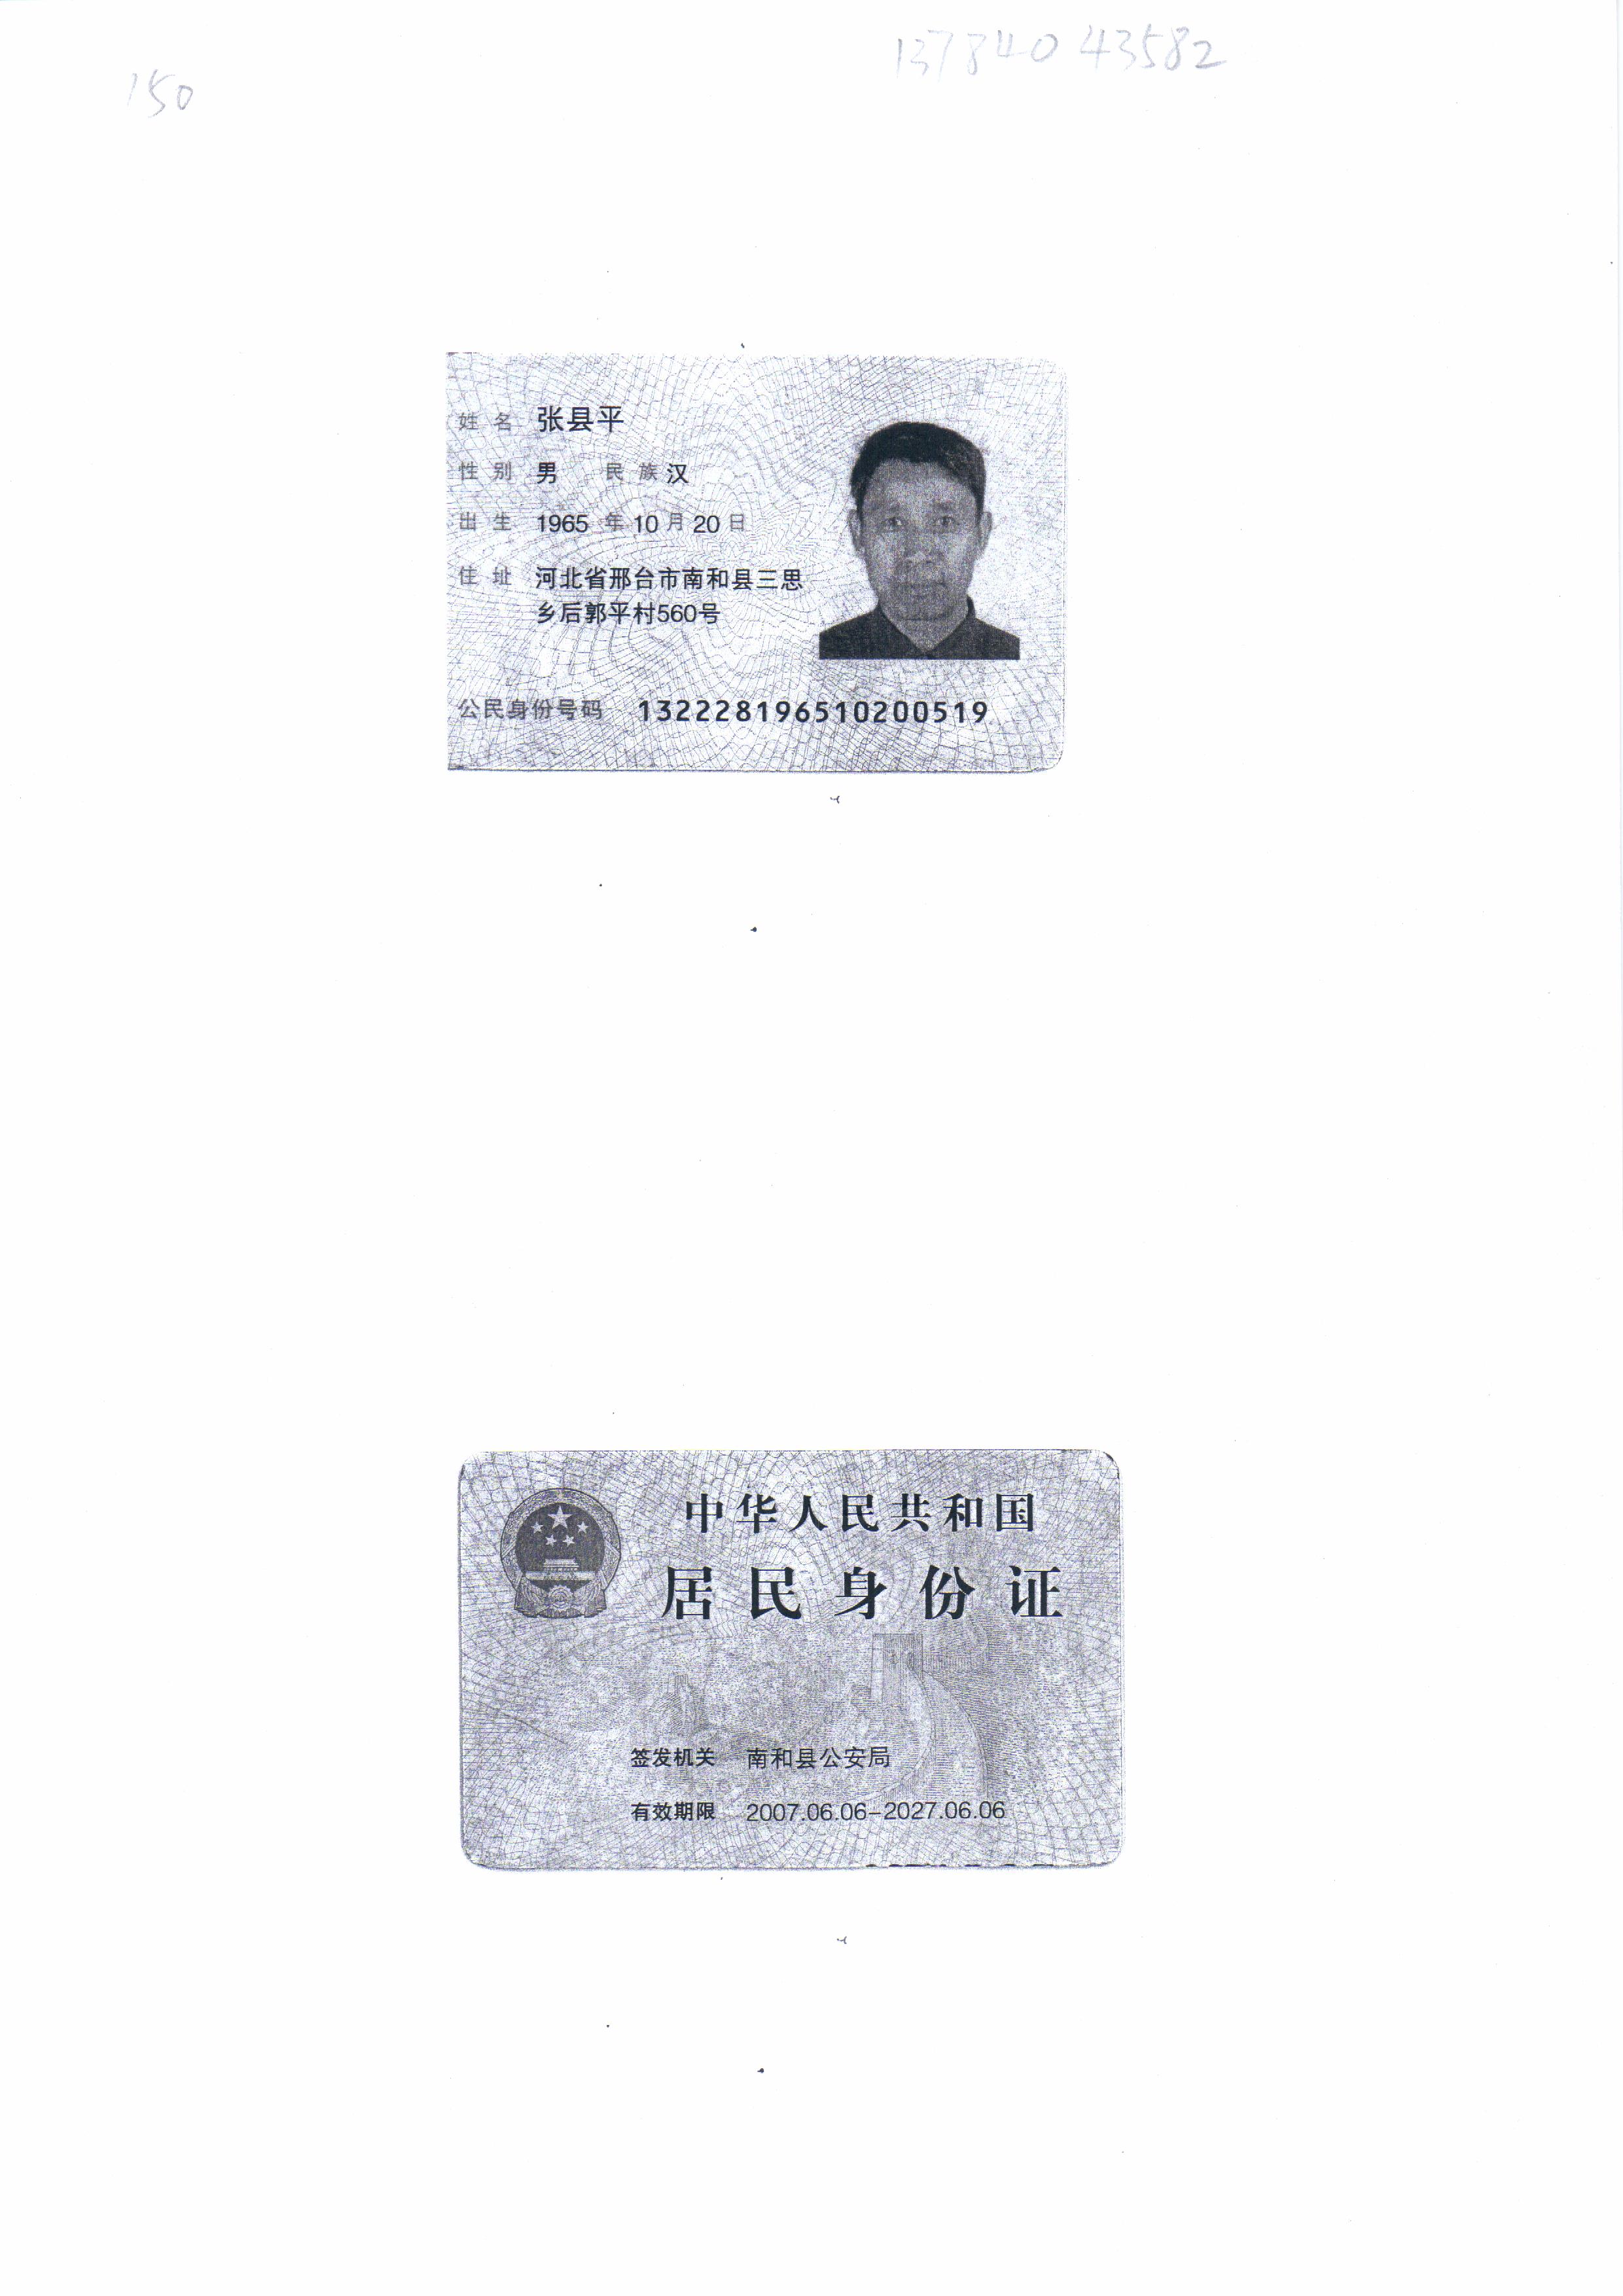 13784043582
150
姓名 张县平
性别 男 民族 汉
出生 1965 年 10 月 20 日
住址 河北省邢台市南和县三思
乡后郭平村560号
公民身份号码 132228196510200519
中华人民共和国
居民身份证
签发机关 南和县公安局
有效期限 2007.06.06-2027.06.06